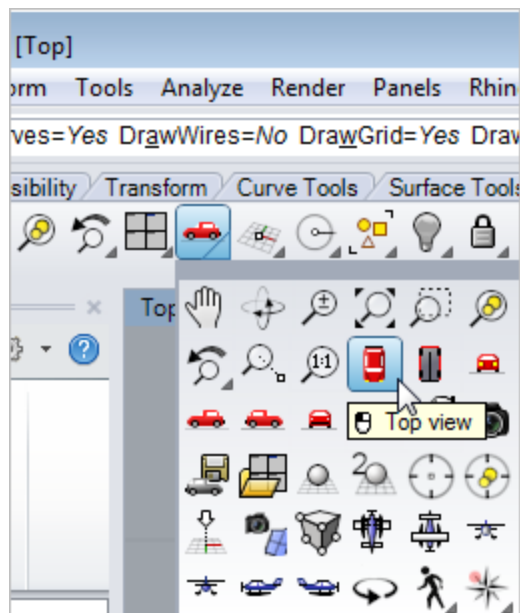 [Top]
orm Tools Analyze Render Panels Rhin
ves=Yes DrawWires=No DrawGrid=Yes Draw
sibility Transform Curve Tools Surface Tools
Top
1:1
Top view
2